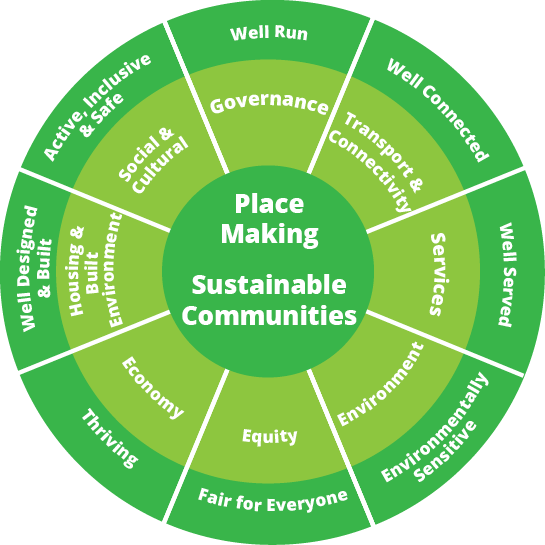 Well Run
Governance
Well Connected
Transport &
Connectivity
Well Served
Services
Environmentally
Sensitive
Environment
Fair for Everyone
Equity
Thriving
Economy
Well Designed
& Built
Housing &
Built
Environment
Active, Inclusive
& Safe
Social &
Cultural
Place
Making
Sustainable
Communities